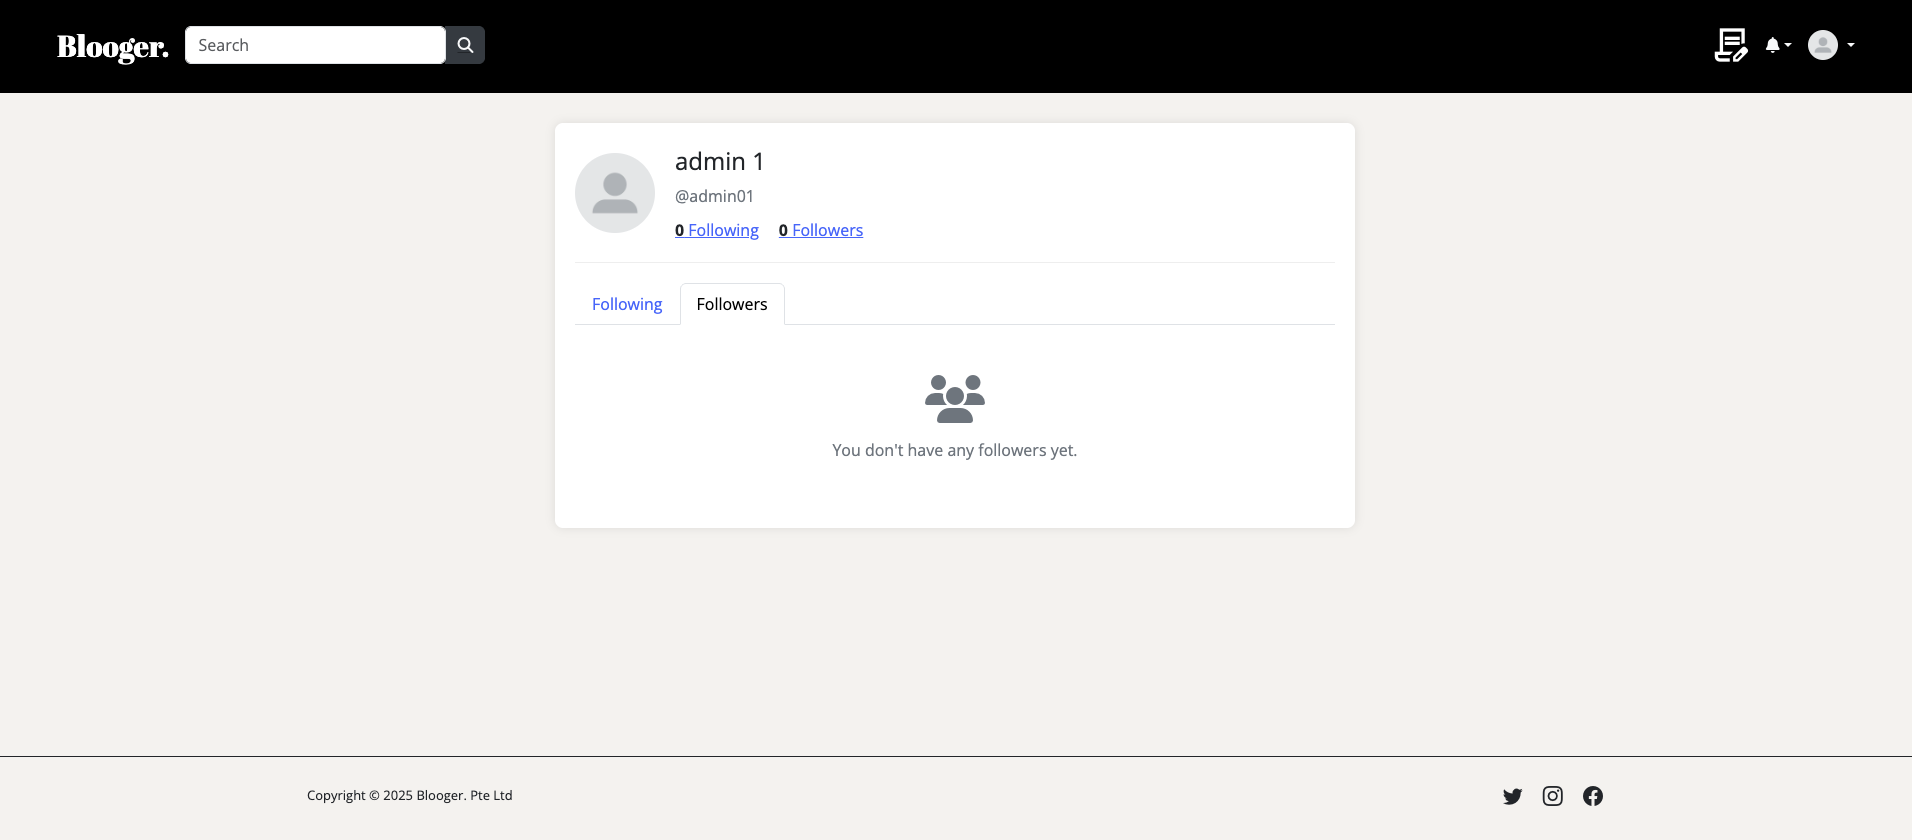 Blooger.
Search
admin 1
@admin01
0 Following 0 Followers
Following Followers
You don't have any followers yet.
Copyright © 2025 Blooger. Pte Ltd